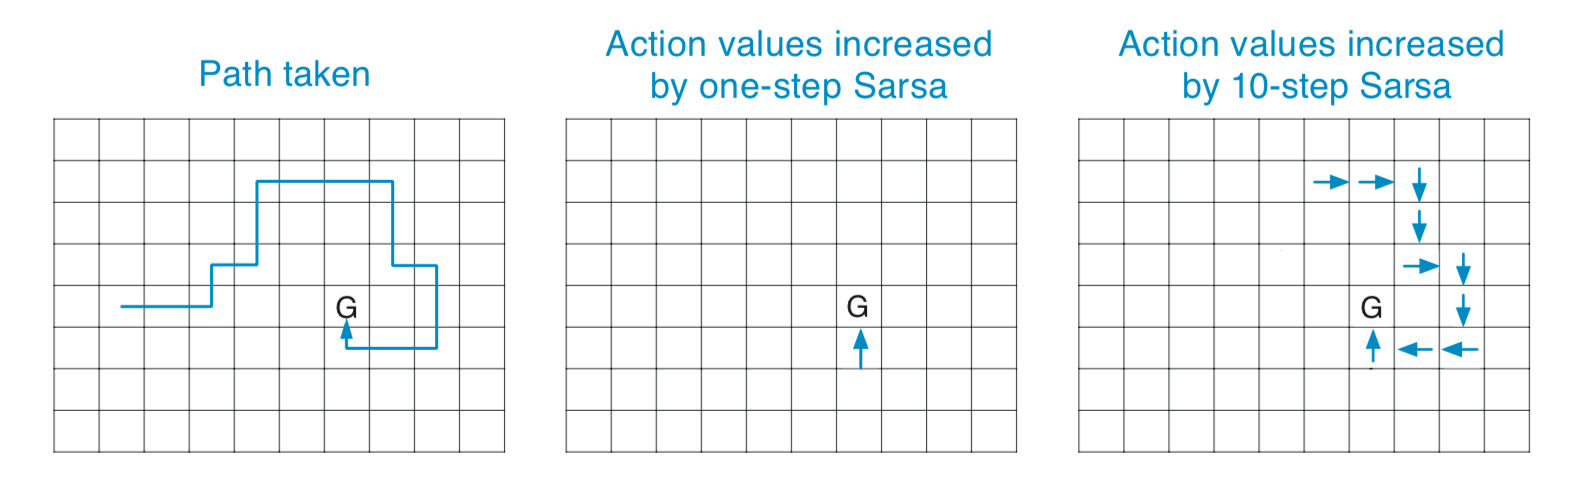 Path taken
Action values increased
by one-step Sarsa
Action values increased
by 10-step Sarsa
G
G
G